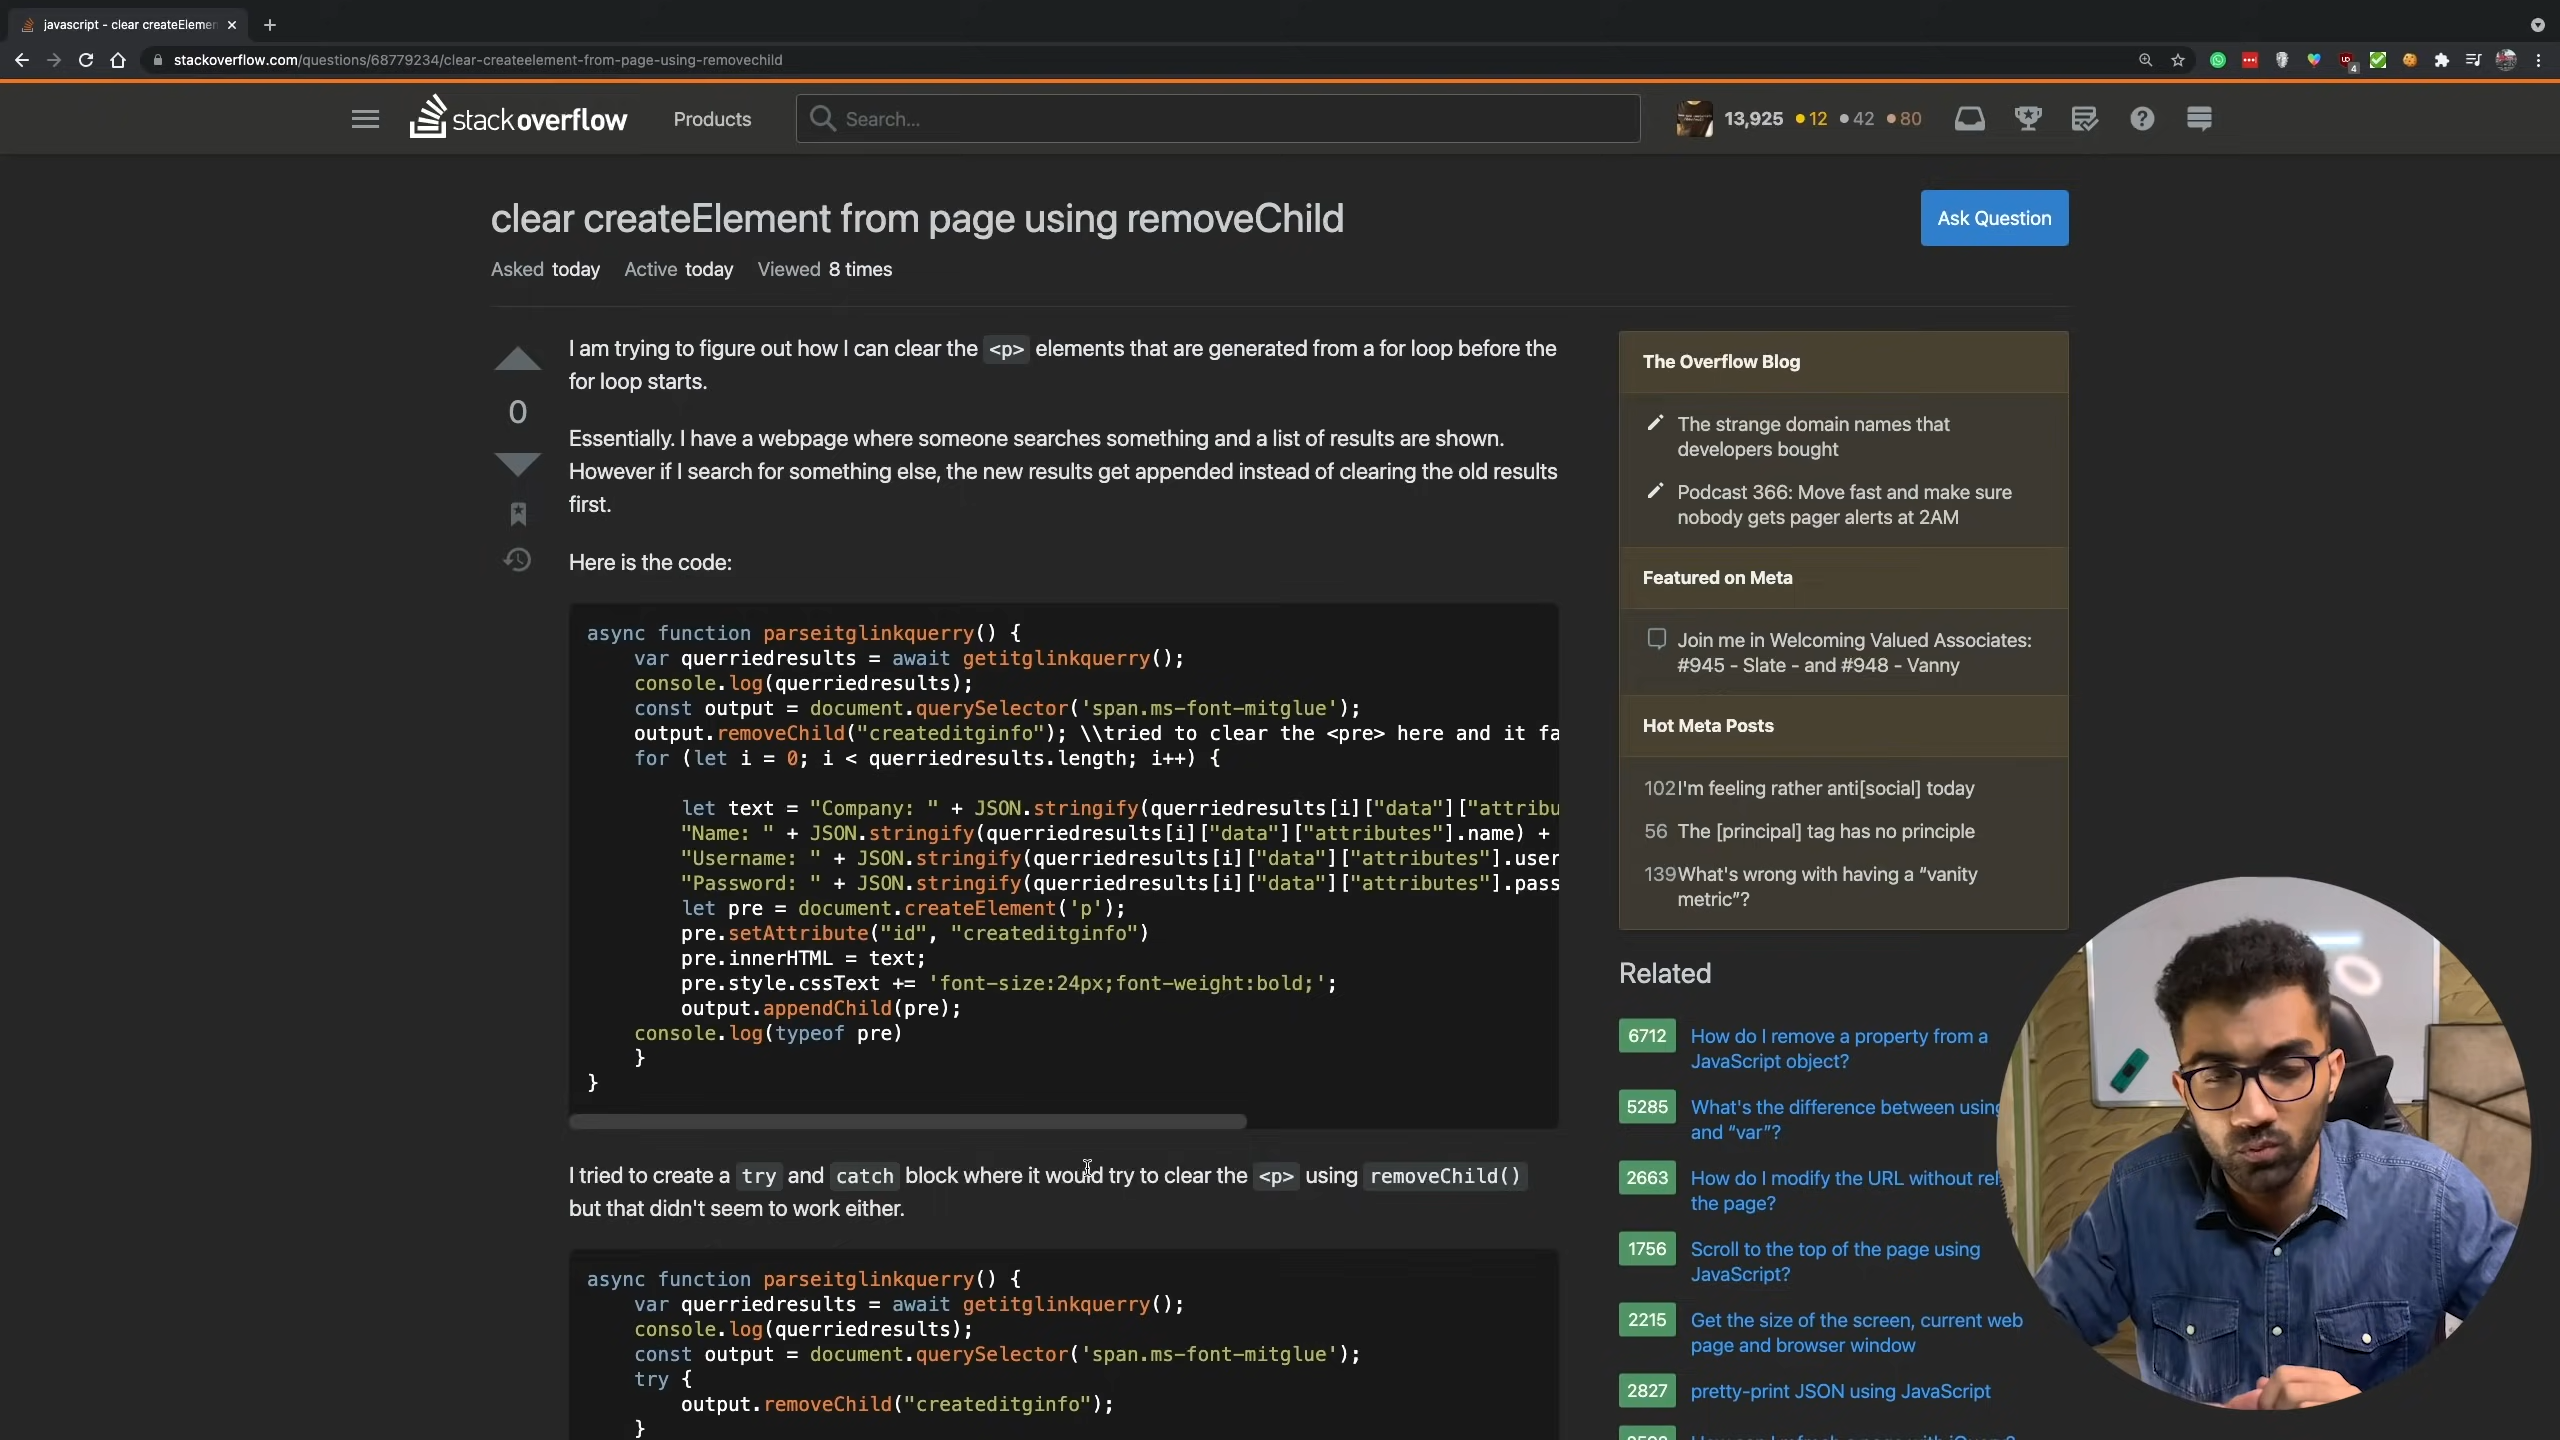 javascript - clear createElemen
stackoverflow.com/questions/68779234/clear-createelement-from-page-using-removechild
4
stackoverflow
Products
Search...
13,925 12 42 80
clear createElement from page using removeChild
Ask Question
Asked today Active today Viewed 8 times
0
I am trying to figure out how I can clear the <p> elements that are generated from a for loop before the
for loop starts.
Essentially. I have a webpage where someone searches something and a list of results are shown.
However if I search for something else, the new results get appended instead of clearing the old results
first.
Here is the code:
async function parseitglinkquerry() {
    var querriedresults = await getitglinkquerry();
    console.log(querriedresults);
    const output = document.querySelector('span.ms-font-mitglue');
    output.removeChild("createditginfo"); \\tried to clear the <pre> here and it fa
    for (let i = 0; i < querriedresults.length; i++) {
        let text = "Company: " + JSON.stringify(querriedresults[i]["data"]["attribu
        "Name: " + JSON.stringify(querriedresults[i]["data"]["attributes"].name) +
        "Username: " + JSON.stringify(querriedresults[i]["data"]["attributes"].user
        "Password: " + JSON.stringify(querriedresults[i]["data"]["attributes"].pass
        let pre = document.createElement('p');
        pre.setAttribute("id", "createditginfo")
        pre.innerHTML = text;
        pre.style.cssText += 'font-size:24px;font-weight:bold;';
        output.appendChild(pre);
    console.log(typeof pre)
    }
}
I tried to create a try and catch block where it would try to clear the <p> using removeChild()
but that didn't seem to work either.
async function parseitglinkquerry() {
    var querriedresults = await getitglinkquerry();
    console.log(querriedresults);
    const output = document.querySelector('span.ms-font-mitglue');
    try {
        output.removeChild("createditginfo");
    }
The Overflow Blog
The strange domain names that
developers bought
Podcast 366: Move fast and make sure
nobody gets pager alerts at 2AM
Featured on Meta
Join me in Welcoming Valued Associates:
#945 - Slate - and #948 - Vanny
Hot Meta Posts
102 I'm feeling rather anti[social] today
56 The [principal] tag has no principle
139 What's wrong with having a “vanity
metric”?
Related
6712 How do I remove a property from a
JavaScript object?
5285 What's the difference between using
and “var”?
2663 How do I modify the URL without rel
the page?
1756 Scroll to the top of the page using
JavaScript?
2215 Get the size of the screen, current web
page and browser window
2827 pretty-print JSON using JavaScript